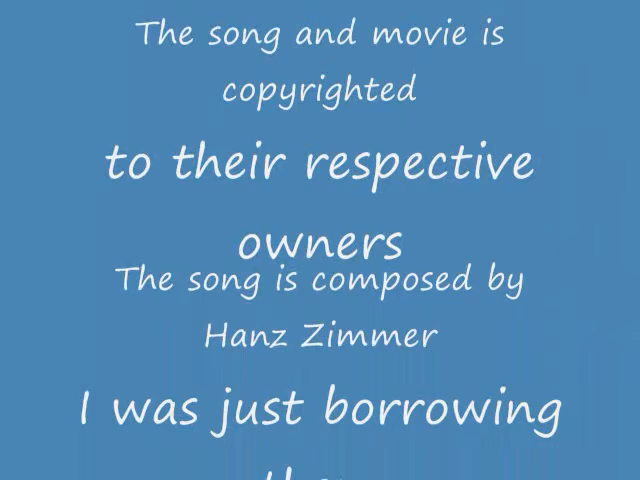 The song and movie is
copyrighted
to their respective
owners
The song is composed by
Hanz Zimmer
I was just borrowing